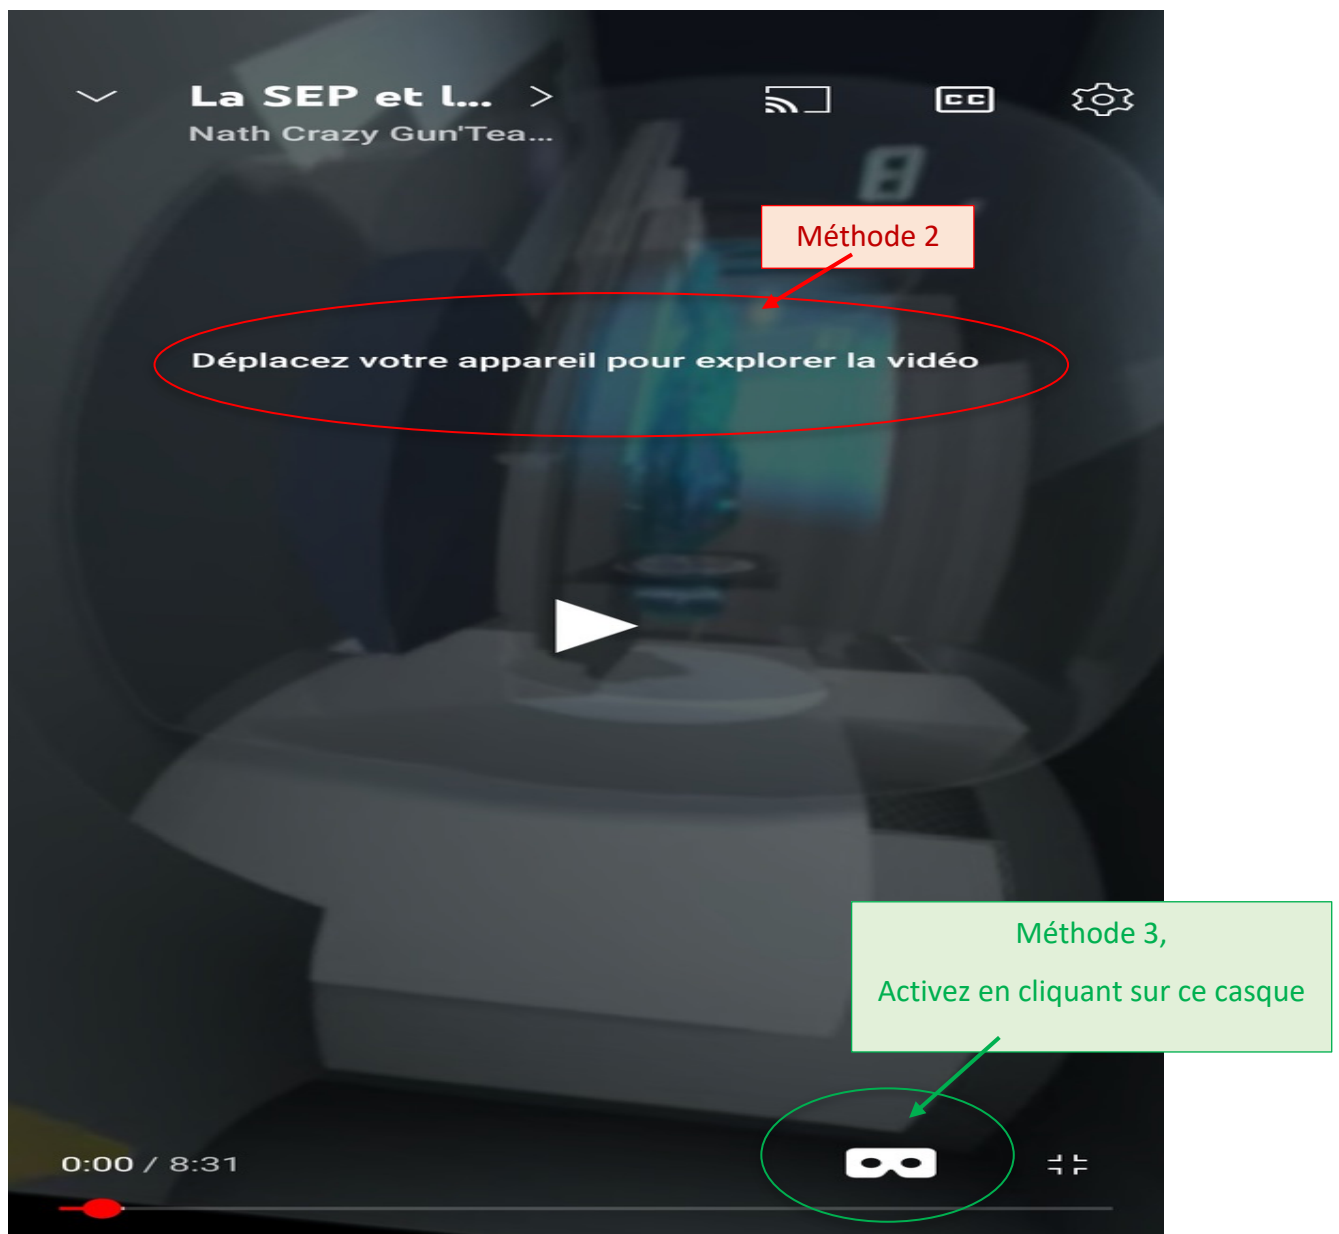 La SEP et l... >
Nath Crazy Gun'Tea...
CC
Méthode 2
Déplacez votre appareil pour explorer la vidéo
Méthode 3,
Activez en cliquant sur ce casque
0:00 / 8:31